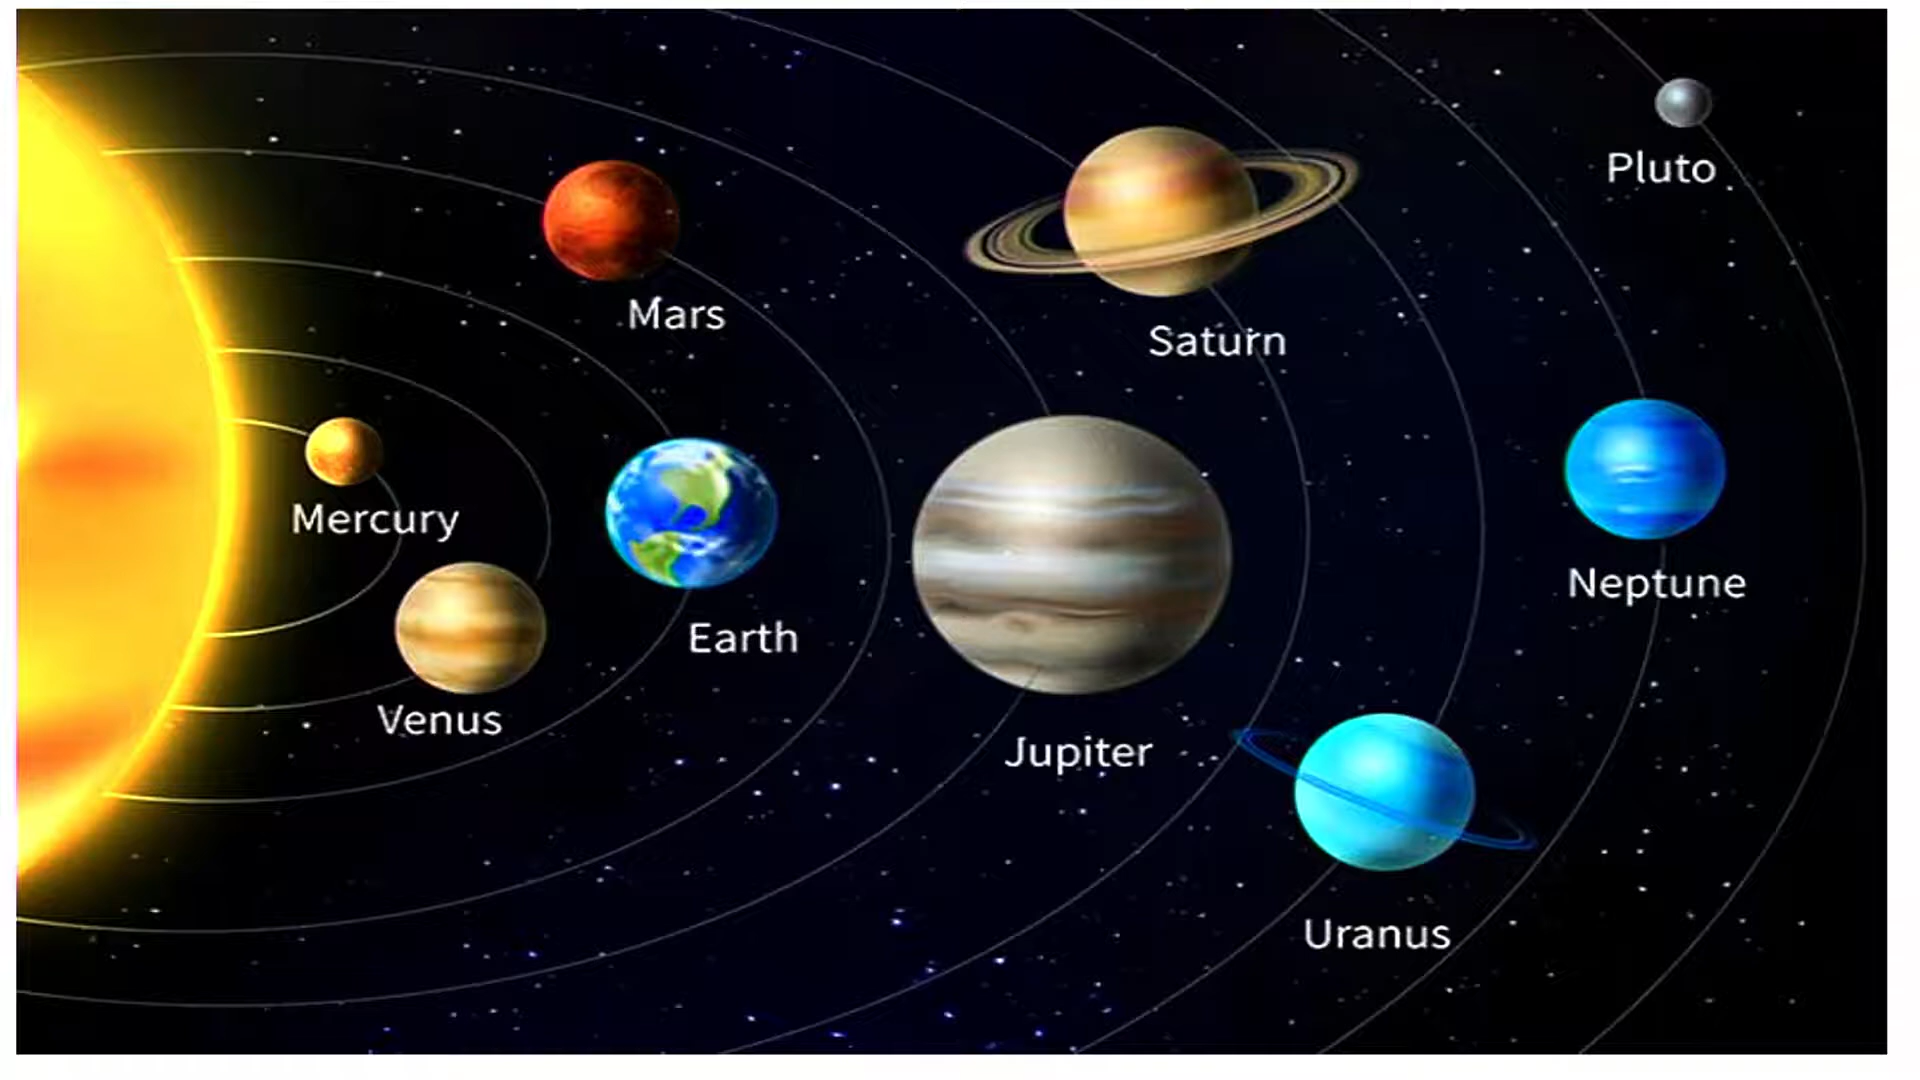 Pluto
Mars
Saturn
Mercury
Neptune
Earth
Venus
Jupiter
Uranus